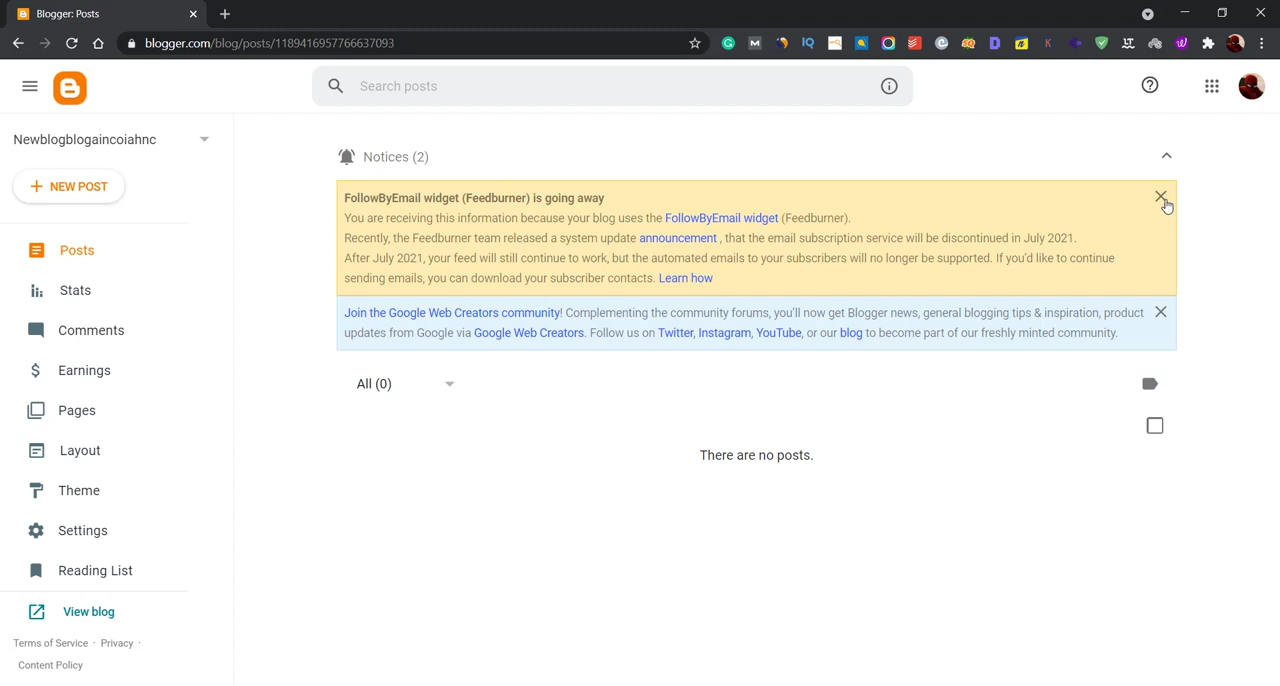 Blogger: Posts
blogger.com/blog/posts/1189416957766637093
Search posts
Newblogblogaincoiahnc
NEW POST
Posts
Stats
Comments
Earnings
Pages
Layout
Theme
Settings
Reading List
View blog
Terms of Service · Privacy ·
Content Policy
Notices (2)
FollowByEmail widget (Feedburner) is going away
You are receiving this information because your blog uses the FollowByEmail widget (Feedburner).
Recently, the Feedburner team released a system update announcement , that the email subscription service will be discontinued in July 2021.
After July 2021, your feed will still continue to work, but the automated emails to your subscribers will no longer be supported. If you'd like to continue
sending emails, you can download your subscriber contacts. Learn how
Join the Google Web Creators community! Complementing the community forums, you'll now get Blogger news, general blogging tips & inspiration, product
updates from Google via Google Web Creators. Follow us on Twitter, Instagram, YouTube, or our blog to become part of our freshly minted community.
All (0)
There are no posts.